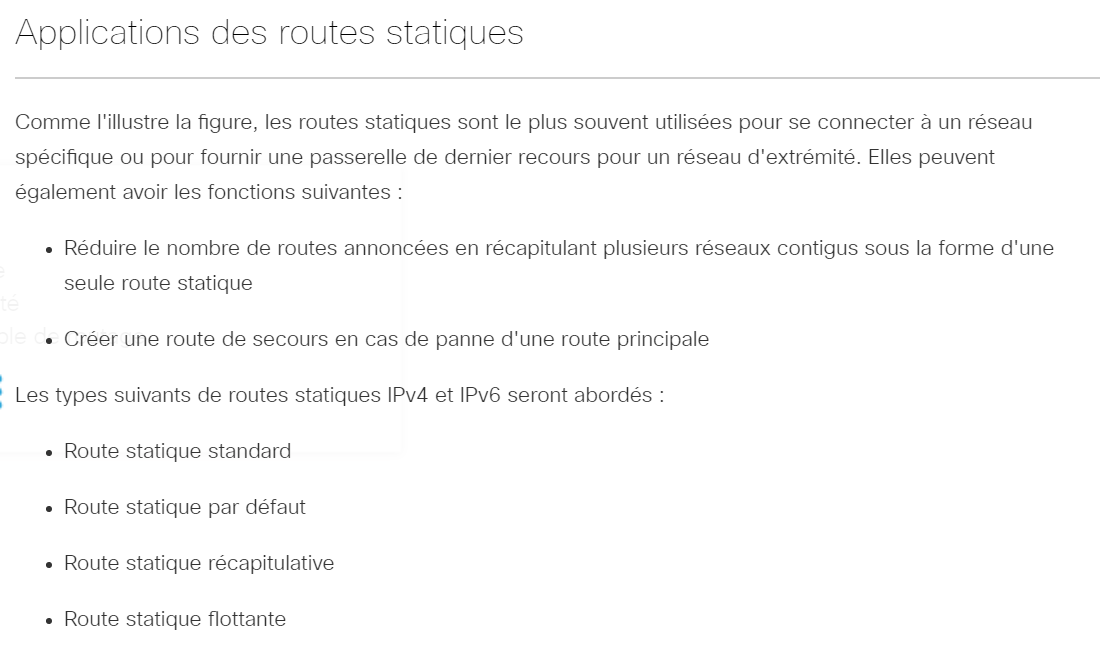 Applications des routes statiques
Comme l'illustre la figure, les routes statiques sont le plus souvent utilisées pour se connecter à un réseau
spécifique ou pour fournir une passerelle de dernier recours pour un réseau d'extrémité. Elles peuvent
également avoir les fonctions suivantes :
• Réduire le nombre de routes annoncées en récapitulant plusieurs réseaux contigus sous la forme d'une
seule route statique
• Créer une route de secours en cas de panne d'une route principale
Les types suivants de routes statiques IPv4 et IPv6 seront abordés :
• Route statique standard
• Route statique par défaut
• Route statique récapitulative
• Route statique flottante